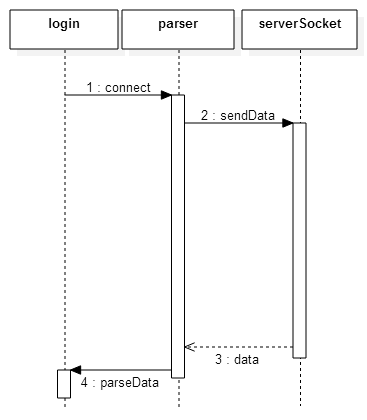 login
parser
serverSocket
1 : connect
2 : sendData
3 : data
4 : parseData